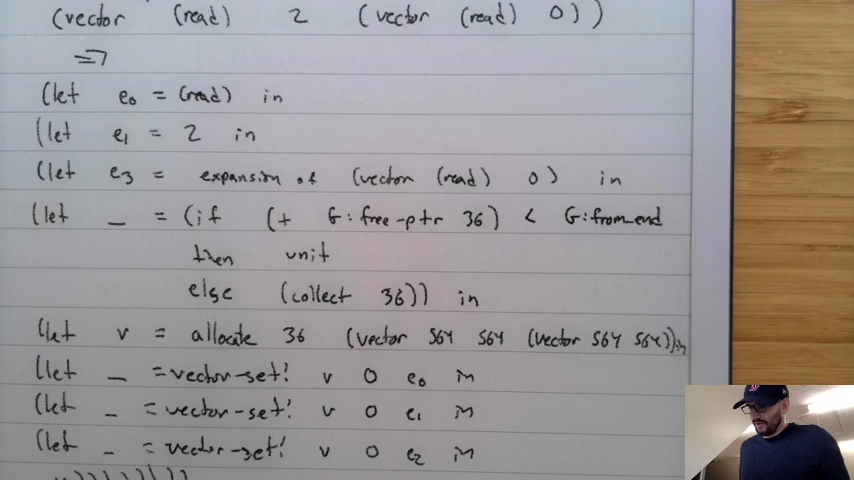 (vector (read) 2 (vector (read) 0))
=>
(let e0 = (read) in
(let e1 = 2 in
(let e3 = expansion of (vector (read) 0) in
(let _ = (if (+ G:free-ptr 36) < G:from_end
then unit
else (collect 36)) in
(let v = allocate 36 (vector S64 S64 (vector S64 S64)) in
(let _ = vector-set! v 0 e0 in
(let _ = vector-set! v 0 e1 in
(let _ = vector-set! v 0 e2 in